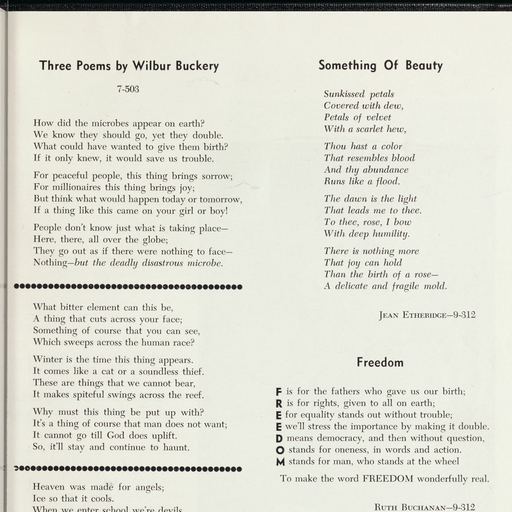 Three Poems by Wilbur Buckery
7-503
How did the microbes appear on earth?
We know they should go, yet they double.
What could have wanted to give them birth?
If it only knew, it would save us trouble.
For peaceful people, this thing brings sorrow;
For millionaires this thing brings joy;
But think what would happen today or tomorrow,
If a thing like this came on your girl or boy!
People don't know just what is taking place—
Here, there, all over the globe;
They go out as if there were nothing to face—
Nothing—but the deadly disastrous microbe.
What bitter element can this be,
A thing that cuts across your face;
Something of course that you can see,
Which sweeps across the human race?
Winter is the time this thing appears.
It comes like a cat or a soundless thief.
These are things that we cannot bear,
It makes spiteful swings across the reef.
Why must this thing be put up with?
It's a thing of course that man does not want;
It cannot go till God does uplift.
So, it'll stay and continue to haunt.
Heaven was made for angels;
Ice so that it cools.
When we enter school we're devils
Something Of Beauty
Sunkissed petals
Covered with dew,
Petals of velvet
With a scarlet hew,
Thou hast a color
That resembles blood
And thy abundance
Runs like a flood.
The dawn is the light
That leads me to thee.
To thee, rose, I bow
With deep humility.
There is nothing more
That joy can hold
Than the birth of a rose—
A delicate and fragile mold.
Jean Etheridge—9-312
Freedom
F is for the fathers who gave us our birth;
R is for rights, given to all on earth;
E for equality stands out without trouble;
E we'll stress the importance by making it double.
D means democracy, and then without question,
O stands for oneness, in words and action.
M stands for man, who stands at the wheel
To make the word FREEDOM wonderfully real.
Ruth Buchanan—9-312